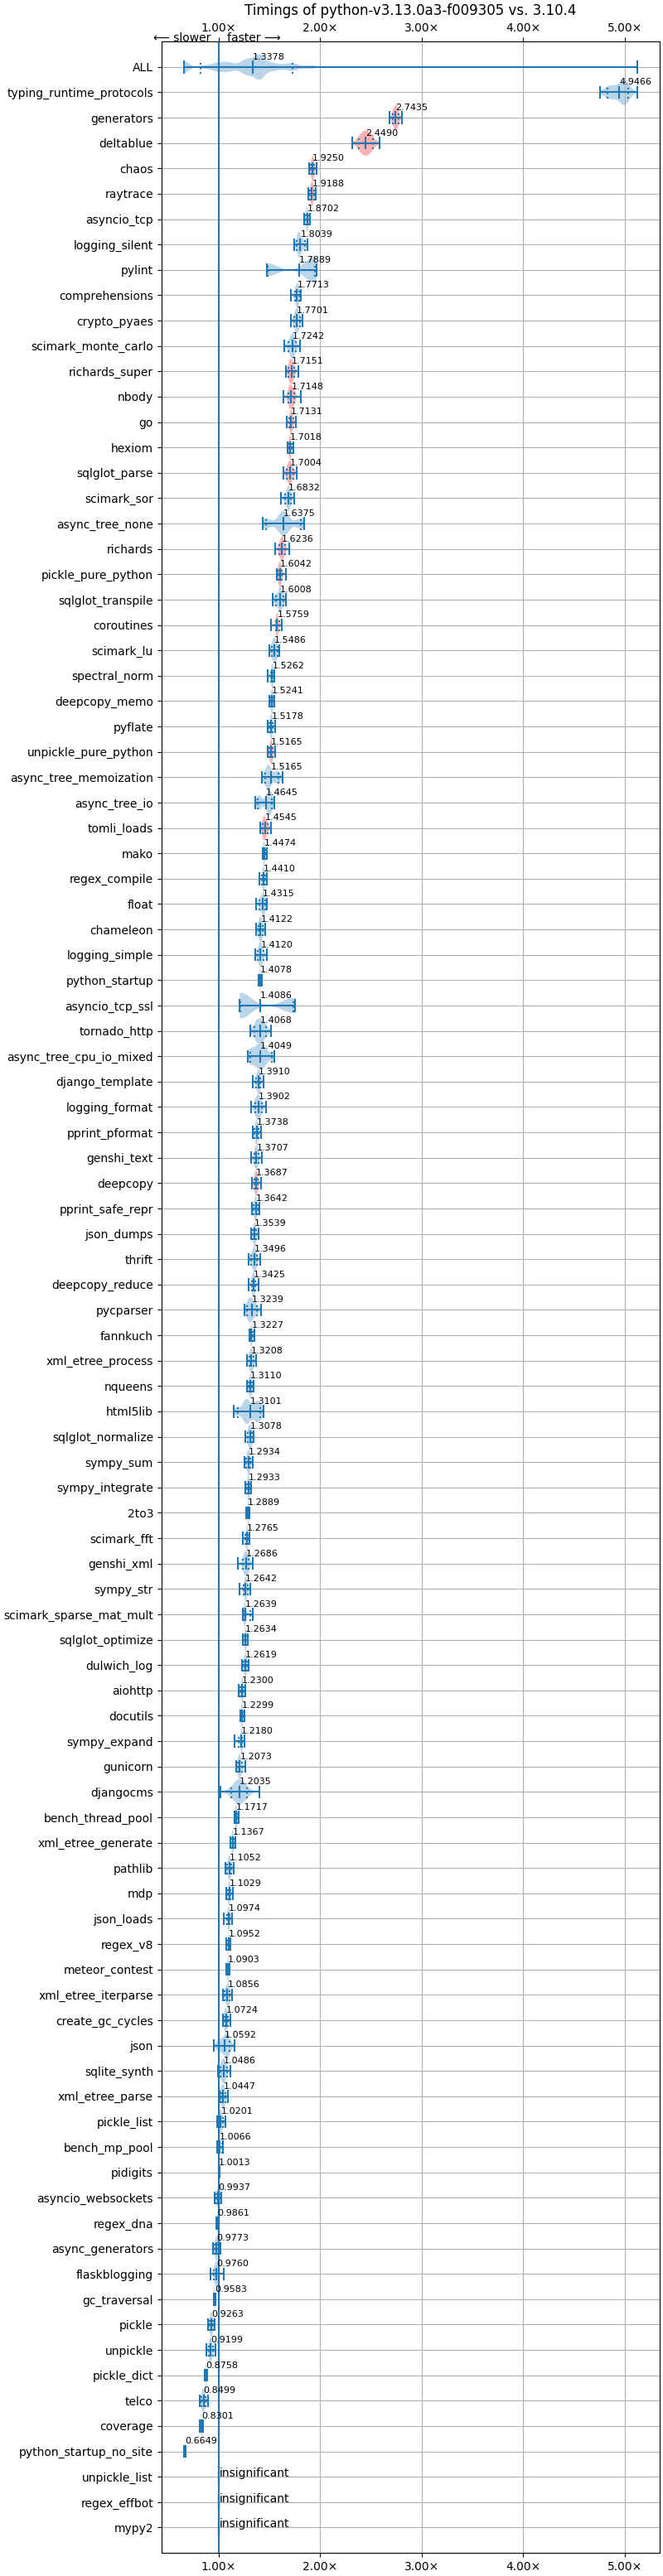 Timings of python-v3.13.0a3-f009305 vs. 3.10.4
1.00× 2.00× 3.00× 4.00× 5.00×
⟵ slower faster ⟶
ALL 1.3378
typing_runtime_protocols 4.9466
generators 2.7435
deltablue 2.4490
chaos 1.9250
raytrace 1.9188
asyncio_tcp 1.8702
logging_silent 1.8039
pylint 1.7889
comprehensions 1.7713
crypto_pyaes 1.7701
scimark_monte_carlo 1.7242
richards_super 1.7151
nbody 1.7148
go 1.7131
hexiom 1.7018
sqlglot_parse 1.7004
scimark_sor 1.6832
async_tree_none 1.6375
richards 1.6236
pickle_pure_python 1.6042
sqlglot_transpile 1.6008
coroutines 1.5759
scimark_lu 1.5486
spectral_norm 1.5262
deepcopy_memo 1.5241
pyflate 1.5178
unpickle_pure_python 1.5165
async_tree_memoization 1.5165
async_tree_io 1.4645
tomli_loads 1.4545
mako 1.4474
regex_compile 1.4410
float 1.4315
chameleon 1.4122
logging_simple 1.4120
python_startup 1.4078
asyncio_tcp_ssl 1.4086
tornado_http 1.4068
async_tree_cpu_io_mixed 1.4049
django_template 1.3910
logging_format 1.3902
pprint_pformat 1.3738
genshi_text 1.3707
deepcopy 1.3687
pprint_safe_repr 1.3642
json_dumps 1.3539
thrift 1.3496
deepcopy_reduce 1.3425
pycparser 1.3239
fannkuch 1.3227
xml_etree_process 1.3208
nqueens 1.3110
html5lib 1.3101
sqlglot_normalize 1.3078
sympy_sum 1.2934
sympy_integrate 1.2933
2to3 1.2889
scimark_fft 1.2765
genshi_xml 1.2686
sympy_str 1.2642
scimark_sparse_mat_mult 1.2639
sqlglot_optimize 1.2634
dulwich_log 1.2619
aiohttp 1.2300
docutils 1.2299
sympy_expand 1.2180
gunicorn 1.2073
djangocms 1.2035
bench_thread_pool 1.1717
xml_etree_generate 1.1367
pathlib 1.1052
mdp 1.1029
json_loads 1.0974
regex_v8 1.0952
meteor_contest 1.0903
xml_etree_iterparse 1.0856
create_gc_cycles 1.0724
json 1.0592
sqlite_synth 1.0486
xml_etree_parse 1.0447
pickle_list 1.0201
bench_mp_pool 1.0066
pidigits 1.0013
asyncio_websockets 0.9937
regex_dna 0.9861
async_generators 0.9773
flaskblogging 0.9760
gc_traversal 0.9583
pickle 0.9263
unpickle 0.9199
pickle_dict 0.8758
telco 0.8499
coverage 0.8301
python_startup_no_site 0.6649
unpickle_list insignificant
regex_effbot insignificant
mypy2 insignificant
1.00× 2.00× 3.00× 4.00× 5.00×